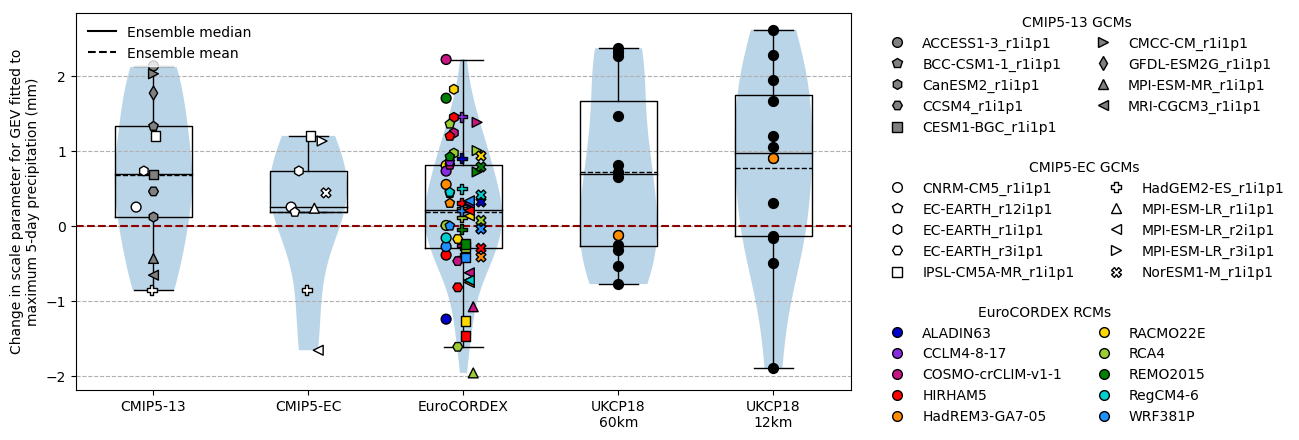 Ensemble median
Ensemble mean
Change in scale parameter for GEV fitted to
maximum 5-day precipitation (mm)
2
1
0
−1
−2
CMIP5-13
CMIP5-EC
EuroCORDEX
UKCP18
60km
UKCP18
12km
CMIP5-13 GCMs
ACCESS1-3_r1i1p1
BCC-CSM1-1_r1i1p1
CanESM2_r1i1p1
CCSM4_r1i1p1
CESM1-BGC_r1i1p1
CMCC-CM_r1i1p1
GFDL-ESM2G_r1i1p1
MPI-ESM-MR_r1i1p1
MRI-CGCM3_r1i1p1
CMIP5-EC GCMs
CNRM-CM5_r1i1p1
EC-EARTH_r12i1p1
EC-EARTH_r1i1p1
EC-EARTH_r3i1p1
IPSL-CM5A-MR_r1i1p1
HadGEM2-ES_r1i1p1
MPI-ESM-LR_r1i1p1
MPI-ESM-LR_r2i1p1
MPI-ESM-LR_r3i1p1
NorESM1-M_r1i1p1
EuroCORDEX RCMs
ALADIN63
CCLM4-8-17
COSMO-crCLIM-v1-1
HIRHAM5
HadREM3-GA7-05
RACMO22E
RCA4
REMO2015
RegCM4-6
WRF381P